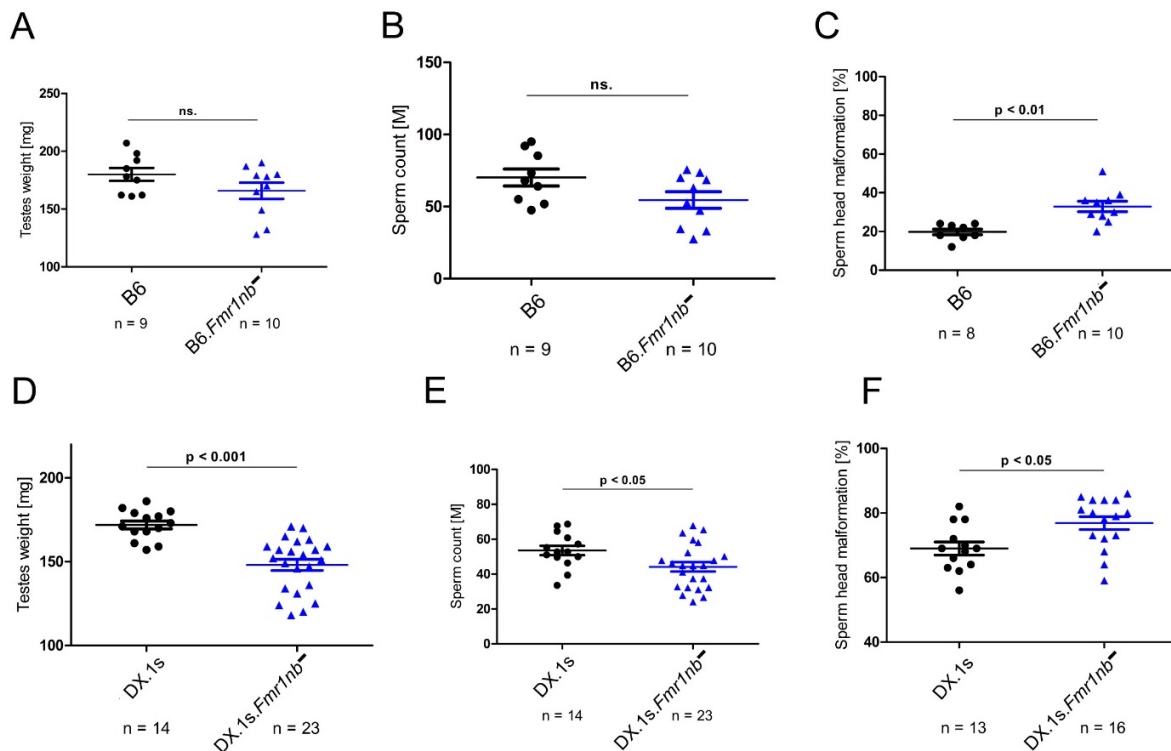 A
Testes weight [mg]
250
200
150
100
ns.
B6
B6.Fmr1nb-
n = 9
n = 10
B
Sperm count [M]
150
100
50
0
ns.
B6
B6.Fmr1nb-
n = 9
n = 10
C
Sperm head malformation [%]
100
80
60
40
20
0
p < 0.01
B6
B6.Fmr1nb-
n = 8
n = 10
D
Testes weight [mg]
200
150
100
p < 0.001
DX.1s
DX.1s.Fmr1nb-
n = 14
n = 23
E
Sperm count [M]
100
80
60
40
20
0
p < 0.05
DX.1s
DX.1s.Fmr1nb-
n = 14
n = 23
F
Sperm head malformation [%]
100
80
60
40
p < 0.05
DX.1s
DX.1s.Fmr1nb-
n = 13
n = 16